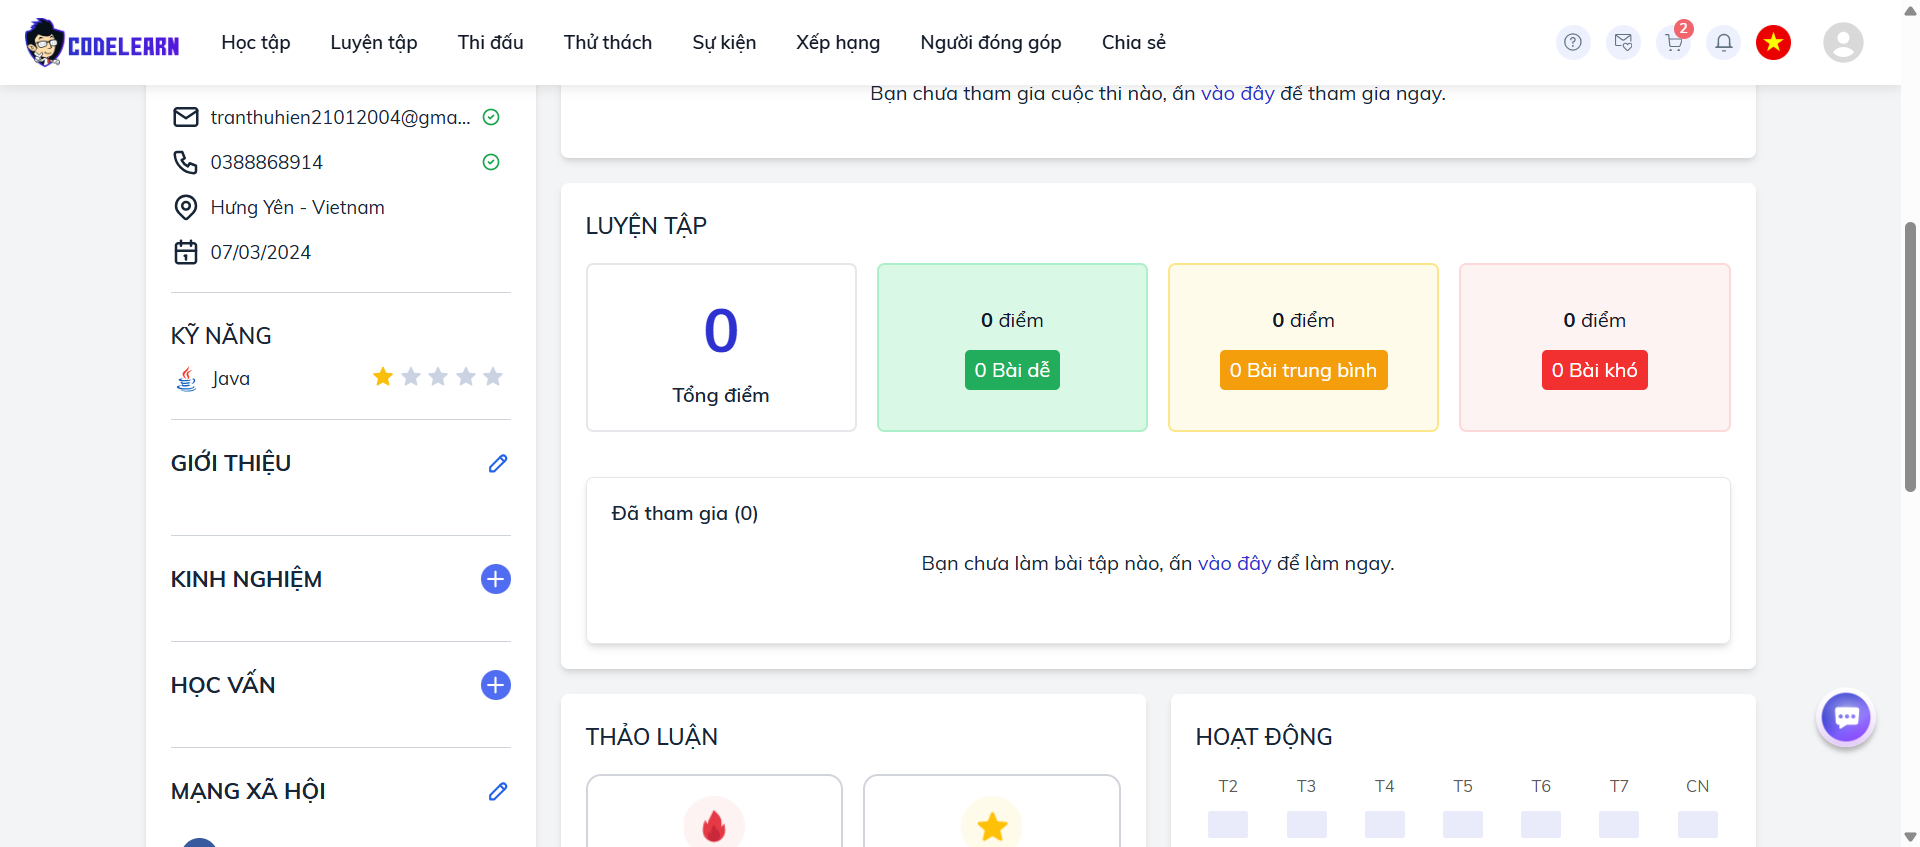 CODELEARN
Học tập
Luyện tập
Thi đấu
Thử thách
Sự kiện
Xếp hạng
Người đóng góp
Chia sẻ
2
tranthuhien21012004@gma...
0388868914
Hưng Yên - Vietnam
07/03/2024
KỸ NĂNG
Java
GIỚI THIỆU
KINH NGHIỆM
HỌC VẤN
MẠNG XÃ HỘI
Bạn chưa tham gia cuộc thi nào, ấn vào đây để tham gia ngay.
LUYỆN TẬP
0
Tổng điểm
0 điểm
0 Bài dễ
0 điểm
0 Bài trung bình
0 điểm
0 Bài khó
Đã tham gia (0)
Bạn chưa làm bài tập nào, ấn vào đây để làm ngay.
THẢO LUẬN
HOẠT ĐỘNG
T2 T3 T4 T5 T6 T7 CN